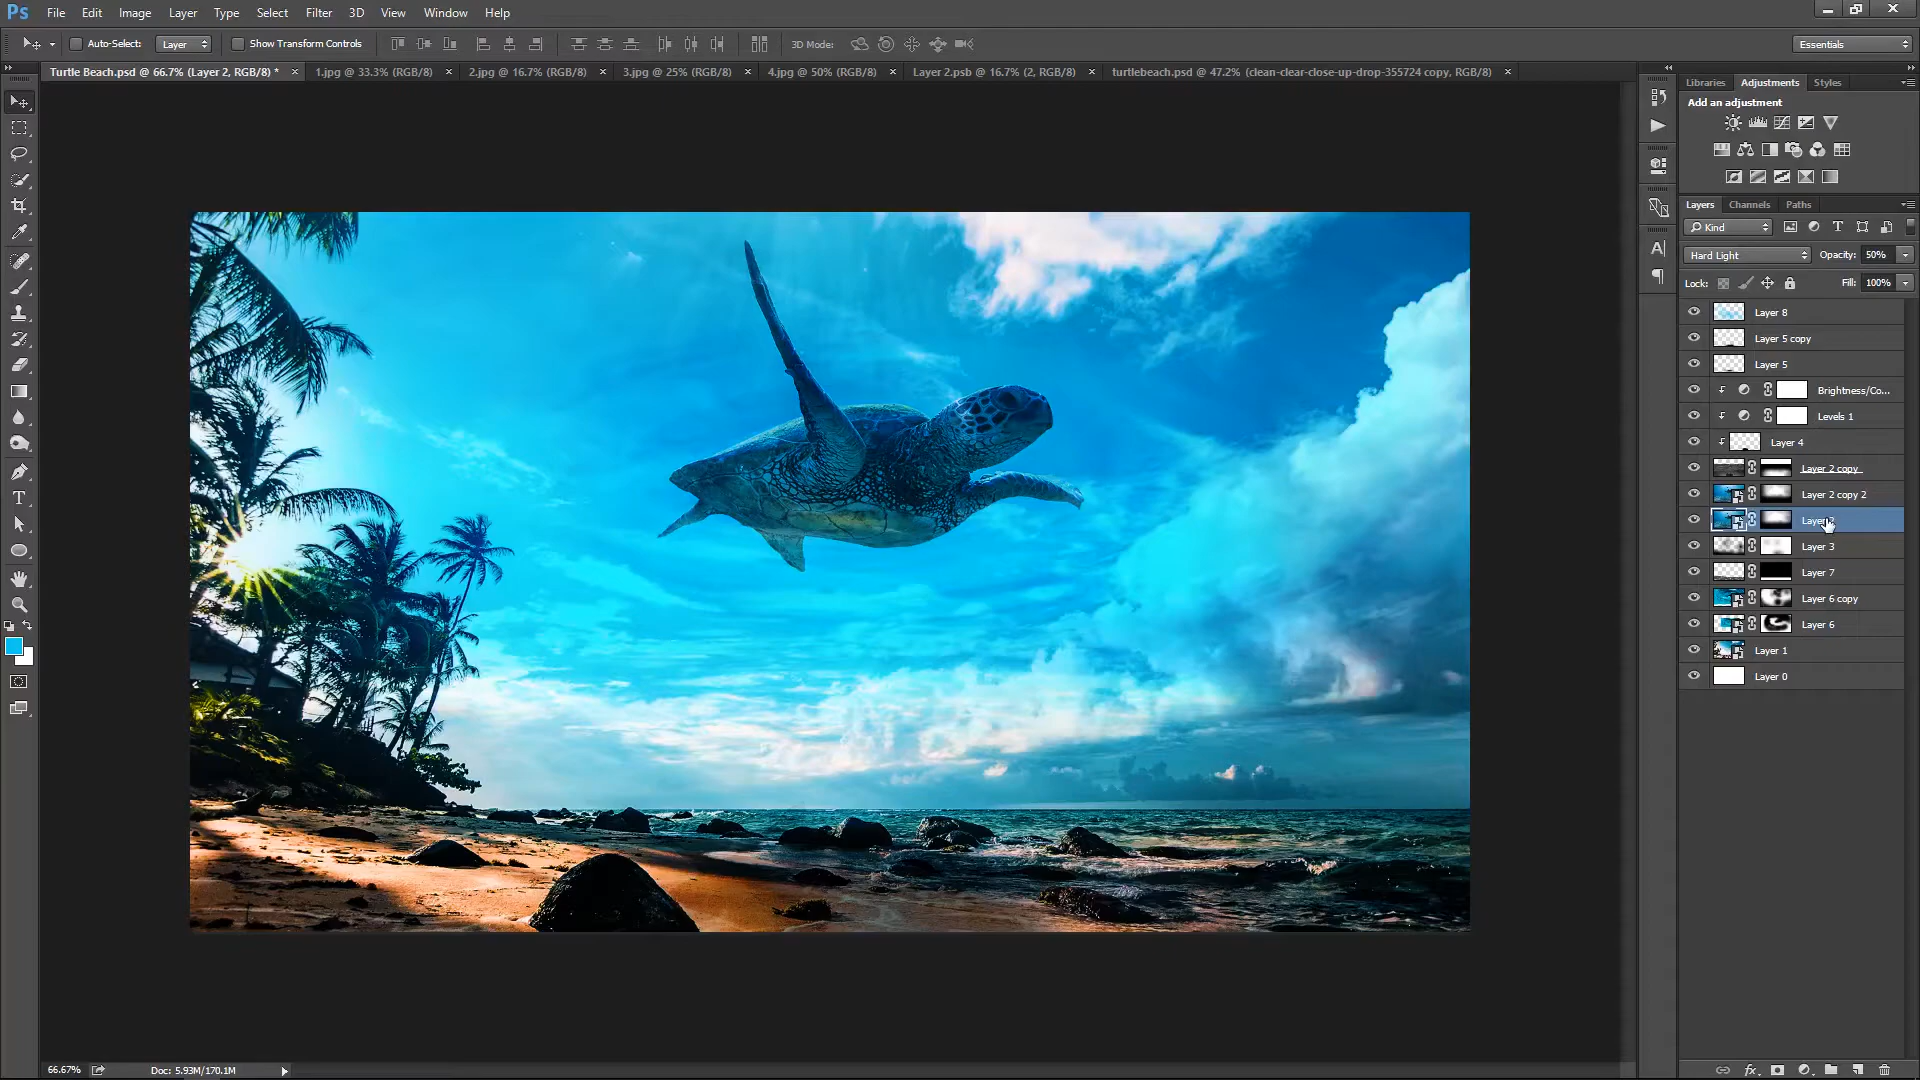 Ps File Edit Image Layer Type Select Filter 3D View Window Help
Auto-Select: Layer Show Transform Controls 3D Mode: Essentials
Turtle Beach.psd @ 66.7% (Layer 2, RGB/8) * × 1.jpg @ 33.3% (RGB/8) × 2.jpg @ 16.7% (RGB/8) × 3.jpg @ 25% (RGB/8) × 4.jpg @ 50% (RGB/8) × Layer 2.psb @ 16.7% (2, RGB/8) × turtlebeach.psd @ 47.2% (clean-clear-close-up-drop-355724 copy, RGB/8) ×
Libraries Adjustments Styles
Add an adjustment
Layers Channels Paths
Kind
Hard Light Opacity: 50%
Lock: Fill: 100%
Layer 8
Layer 5 copy
Layer 5
Brightness/Co...
Levels 1
Layer 4
Layer 2 copy
Layer 2 copy 2
Layer
Layer 3
Layer 7
Layer 6 copy
Layer 6
Layer 1
Layer 0
66.67% Doc: 5.93M/170.1M
fx